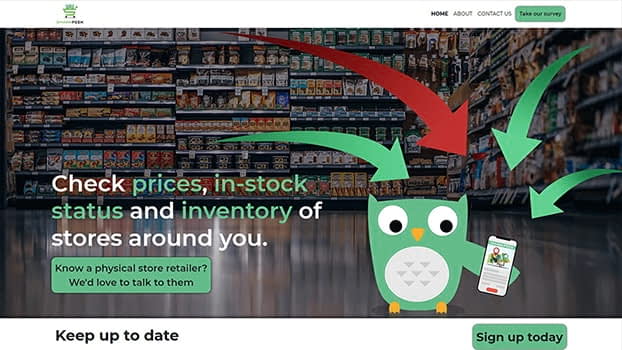 HOME ABOUT CONTACT US Take our survey
Check prices, in-stock
status and inventory of
stores around you.
Know a physical store retailer?
We'd love to talk to them
Keep up to date
Sign up today